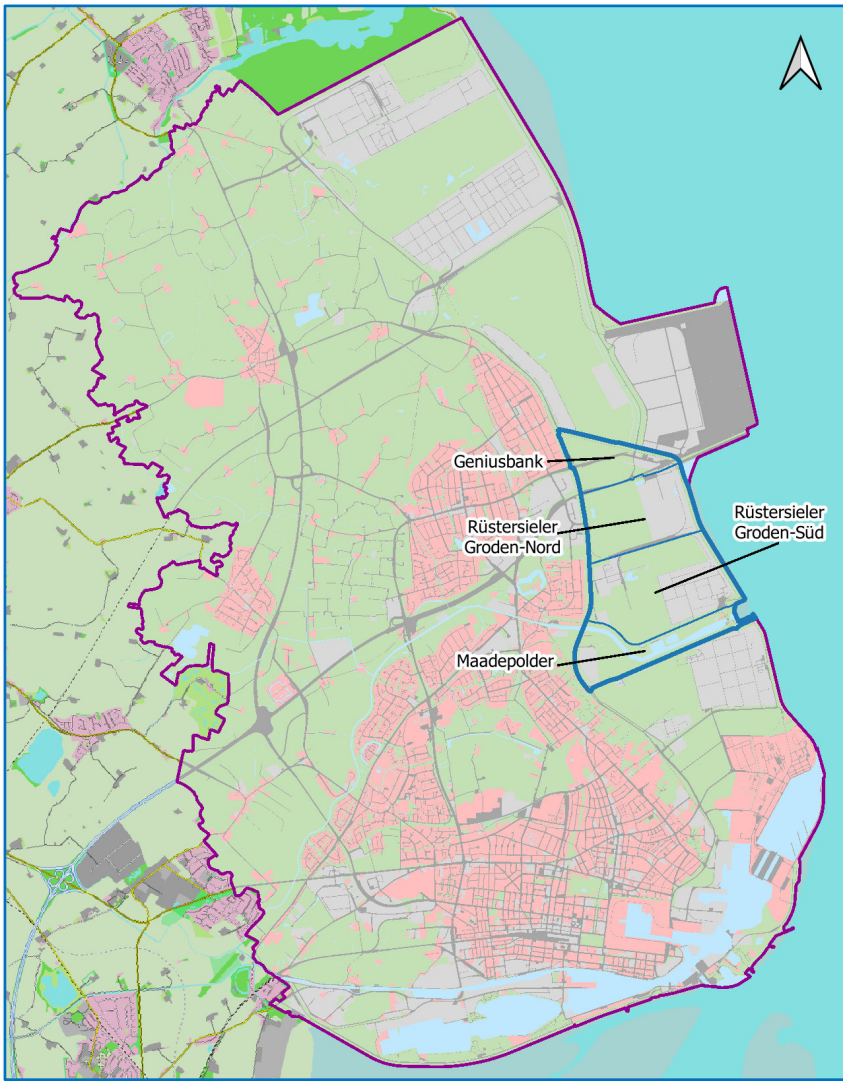 Geniusbank
Rüstersieler
Groden-Nord
Rüstersieler
Groden-Süd
Maadepolder